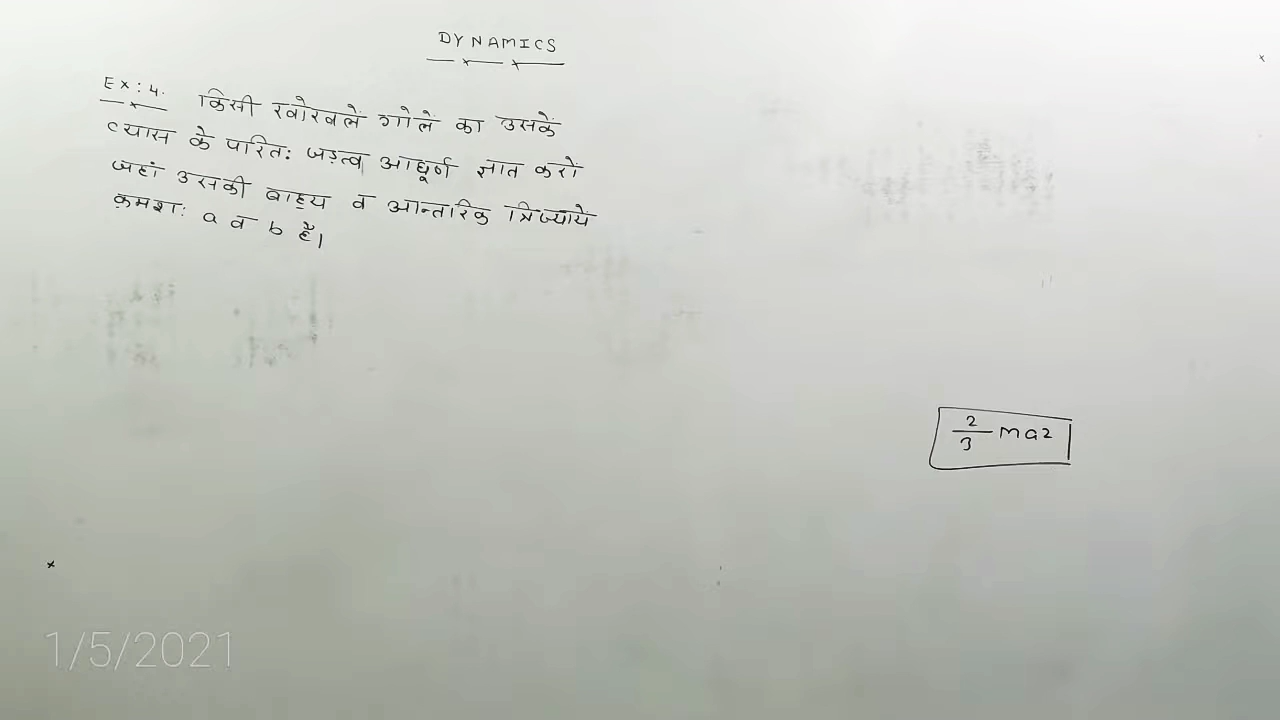 DYNAMICS
Ex: 4. किसी खोखलें गोलें का उसकें
व्यास के परित: जड़त्व आघूर्ण ज्ञात करों
जहां उसकी बाह्य व आन्तरिक त्रिज्याये
क्रमश: a व b हैं।
2
3 ma2
1/5/2021